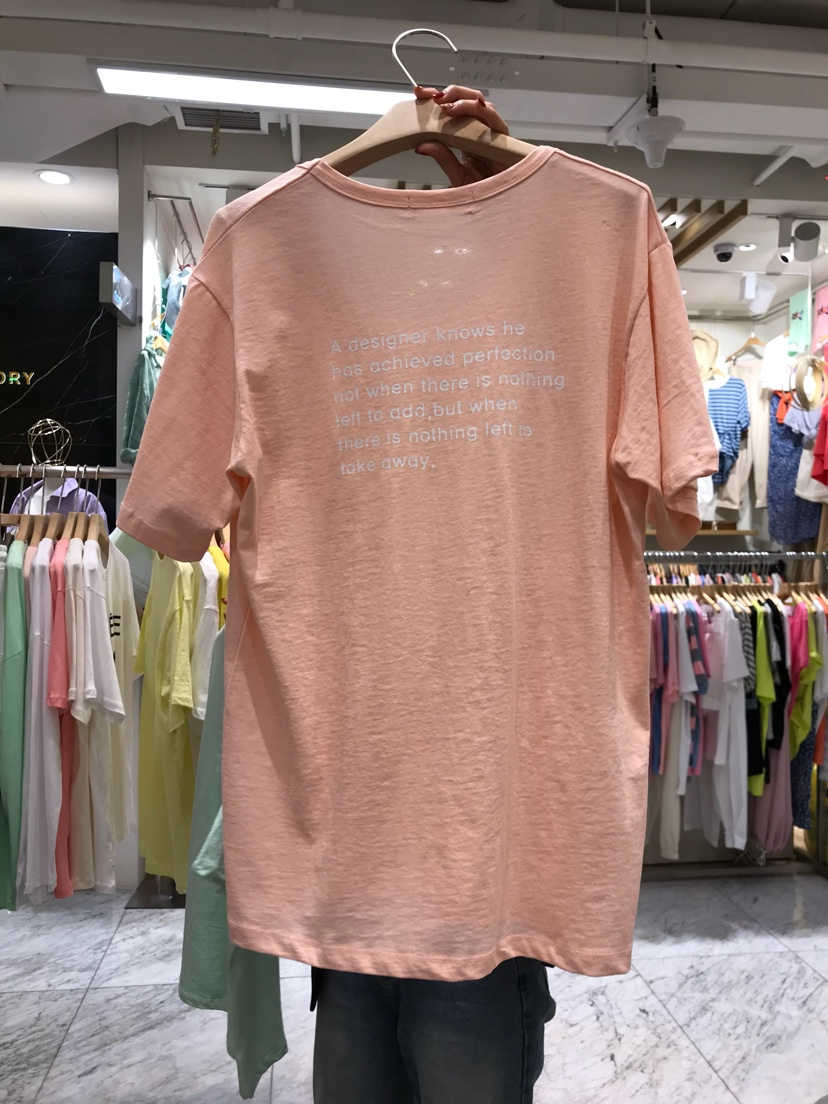 A designer knows he
has achieved perfection
not when there is nothing
left to add,but when
there is nothing left to
take away.
ORY